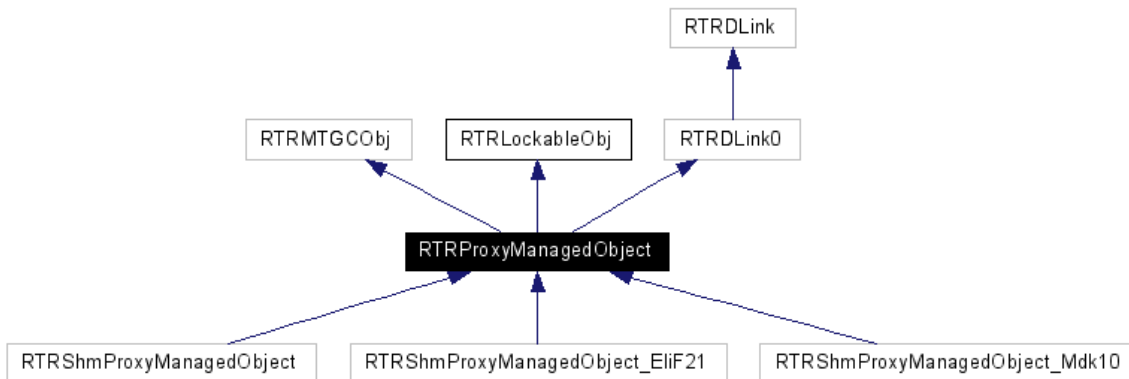 RTRDLink
RTRMTGCObj
RTRLockableObj
RTRDLink0
RTRProxyManagedObject
RTRShmProxyManagedObject
RTRShmProxyManagedObject_EliF21
RTRShmProxyManagedObject_Mdk10